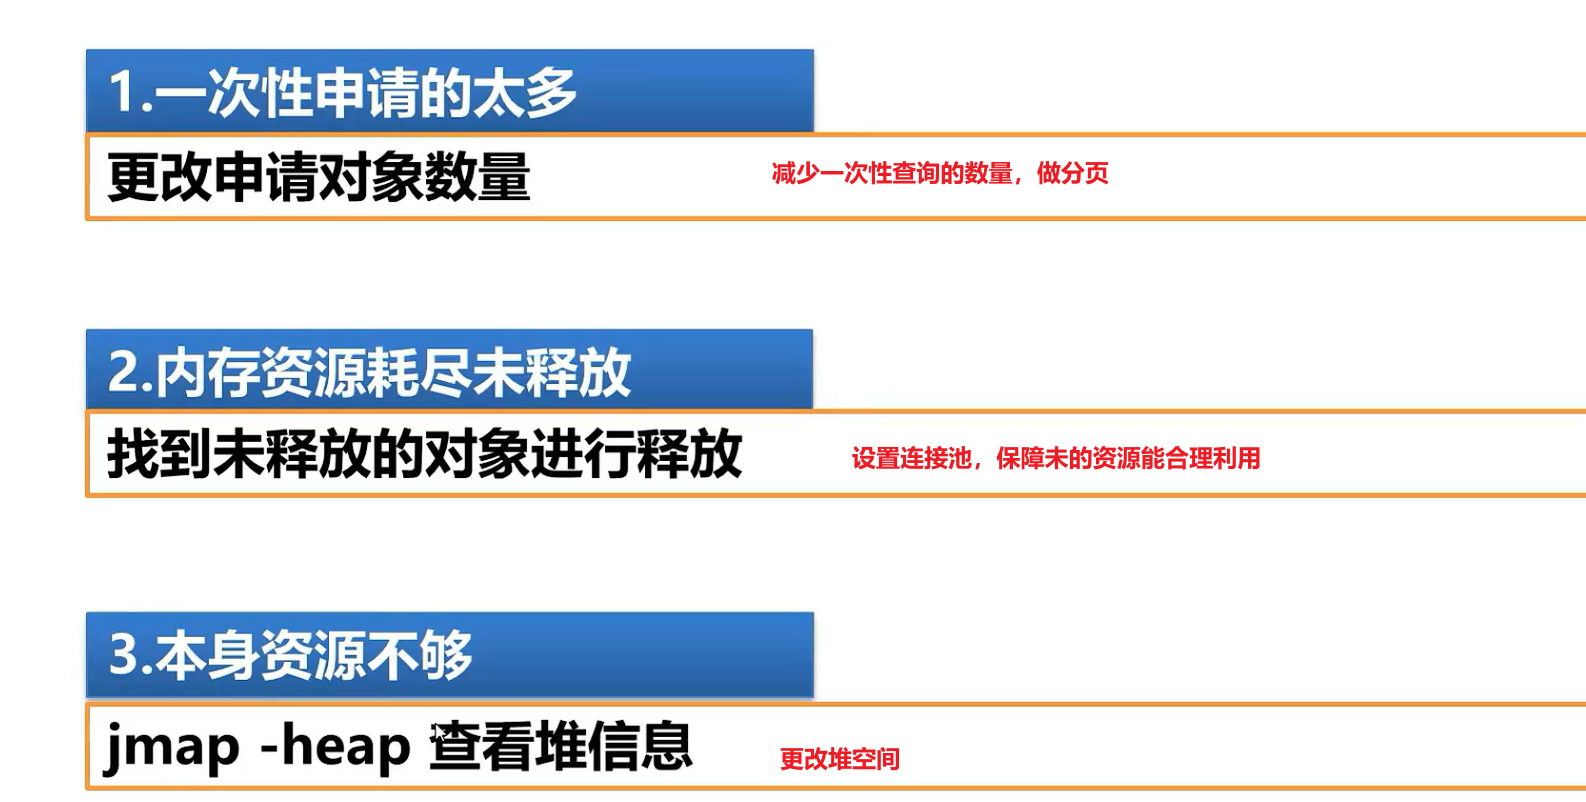 1.一次性申请的太多
更改申请对象数量
减少一次性查询的数量，做分页
2.内存资源耗尽未释放
找到未释放的对象进行释放
设置连接池，保障未的资源能合理利用
3.本身资源不够
jmap -heap 查看堆信息
更改堆空间